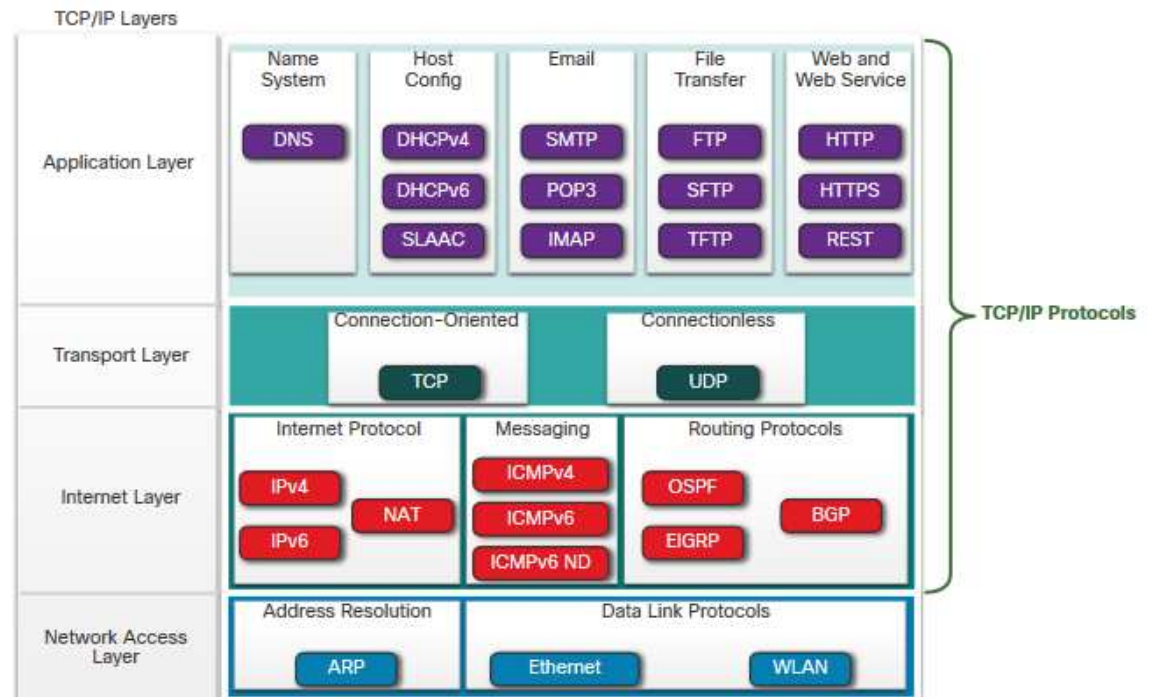 TCP/IP Layers
Application Layer
Name
System
DNS
Host
Config
DHCPv4
DHCPv6
SLAAC
Email
SMTP
POP3
IMAP
File
Transfer
FTP
SFTP
TFTP
Web and
Web Service
HTTP
HTTPS
REST
TCP/IP Protocols
Transport Layer
Connection-Oriented
TCP
Connectionless
UDP
Internet Layer
Internet Protocol
IPv4
NAT
IPv6
Messaging
ICMPv4
ICMPv6
ICMPv6 ND
Routing Protocols
OSPF
BGP
EIGRP
Network Access
Layer
Address Resolution
ARP
Data Link Protocols
Ethernet
WLAN